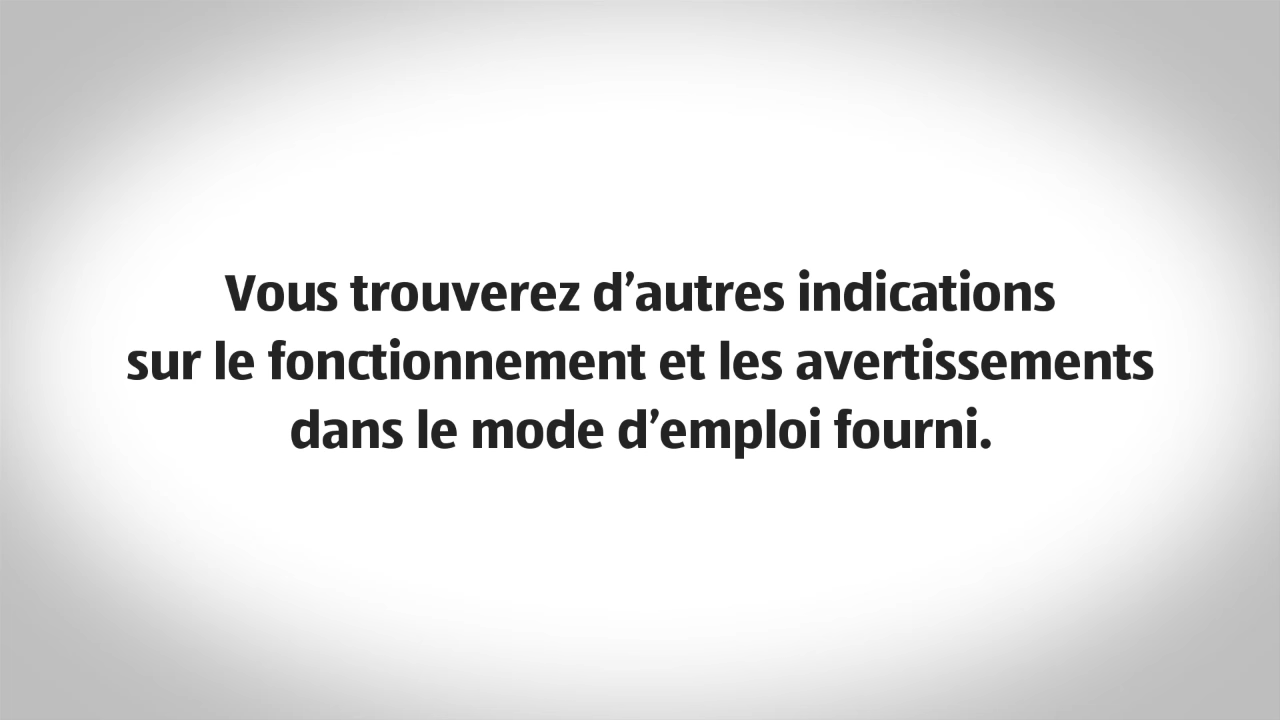 Vous trouverez d’autres indications
sur le fonctionnement et les avertissements
dans le mode d’emploi fourni.